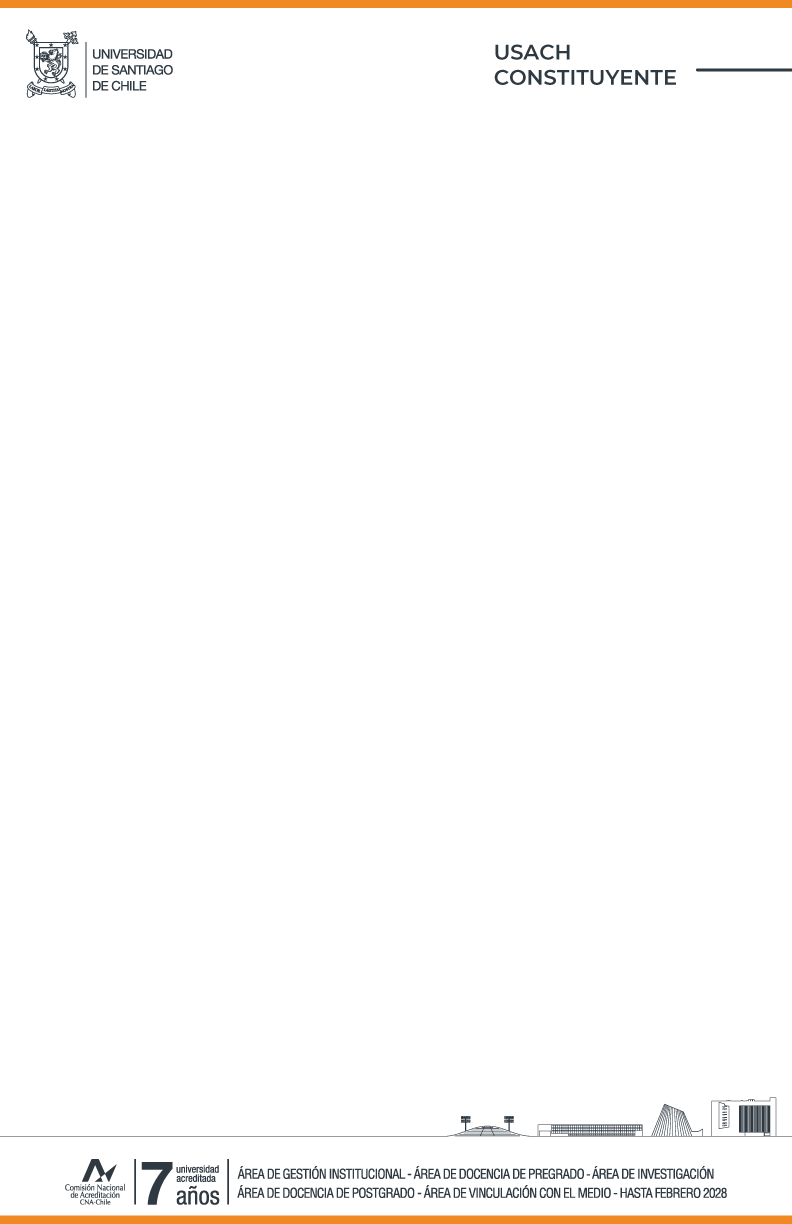 UNIVERSIDAD
DE SANTIAGO
DE CHILE
USACH
CONSTITUYENTE
Comisión Nacional
de Acreditación
CNA-Chile
7
universidad
acreditada
años
ÁREA DE GESTIÓN INSTITUCIONAL - ÁREA DE DOCENCIA DE PREGRADO - ÁREA DE INVESTIGACIÓN
ÁREA DE DOCENCIA DE POSTGRADO - ÁREA DE VINCULACIÓN CON EL MEDIO - HASTA FEBRERO 2028